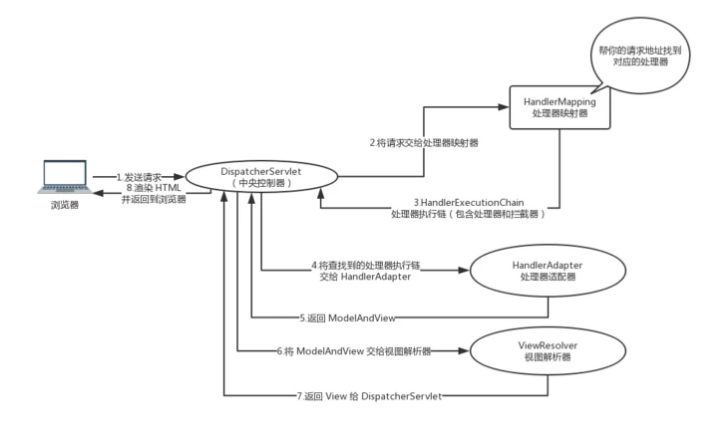 帮你的请求地址找到
对应的处理器
HandlerMapping
处理器映射器
2.将请求交给处理器映射器
1.发送请求
8.渲染 HTML
并返回到浏览器
浏览器
DispatcherServlet
（中央控制器）
3.HandlerExecutionChain
处理器执行链（包含处理器和拦截器）
4.将查找到的处理器执行链
交给 HandlerAdapter
HandlerAdapter
处理器适配器
5.返回 ModelAndView
6.将 ModelAndView 交给视图解析器
ViewResolver
视图解析器
7.返回 View 给 DispatcherServlet